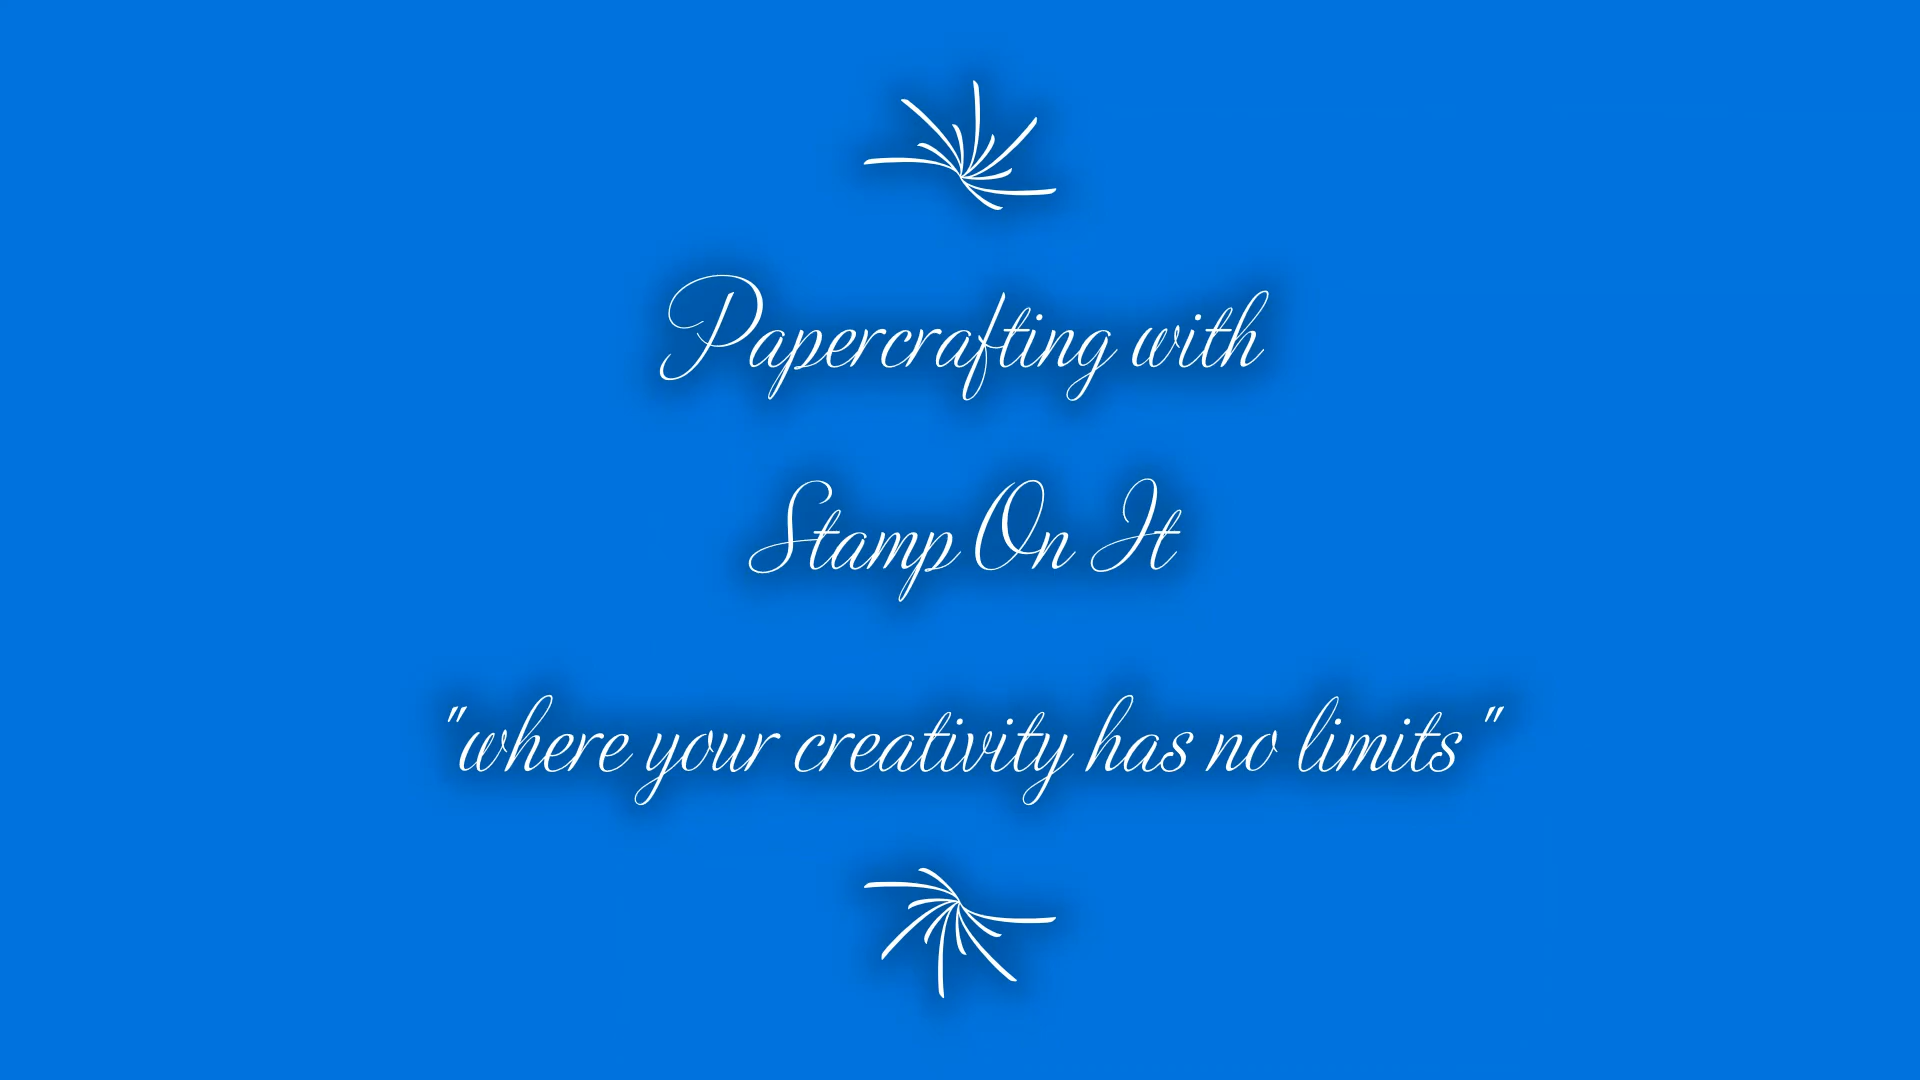 Papercrafting with
Stamp On It
"where your creativity has no limits"